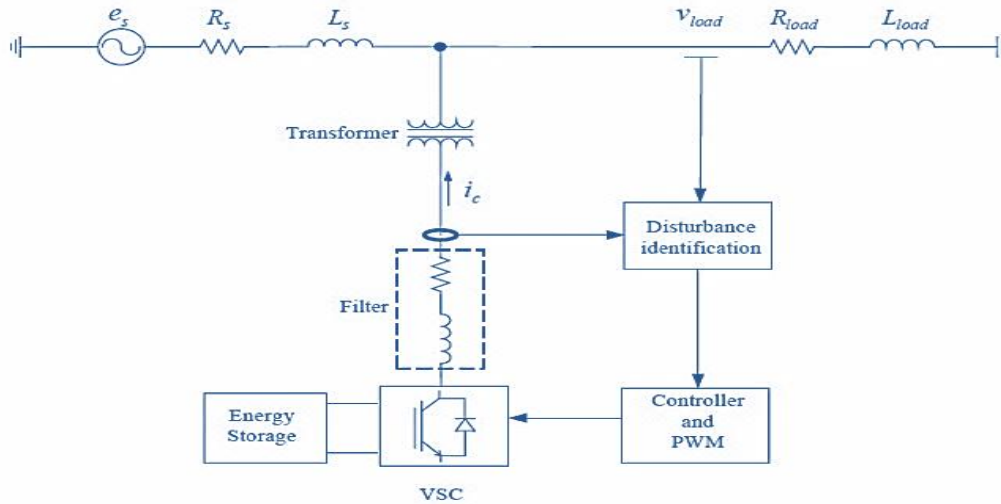 e_s
R_s
L_s
v_load
R_load
L_load
Transformer
i_c
Disturbance
identification
Filter
Energy
Storage
Controller
and
PWM
VSC